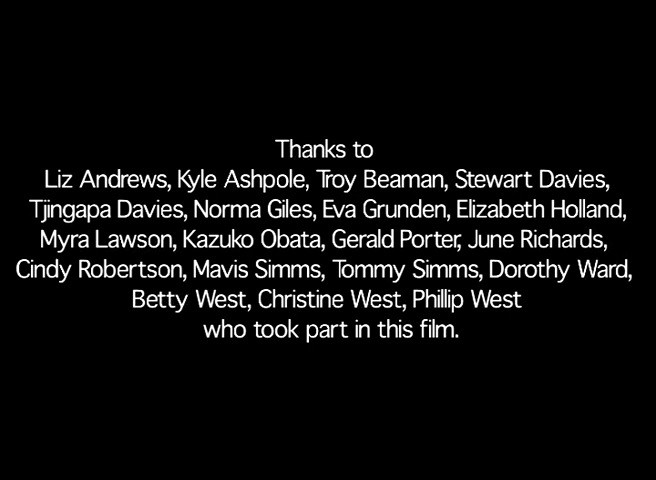 Thanks to
Liz Andrews, Kyle Ashpole, Troy Beaman, Stewart Davies,
Tjingapa Davies, Norma Giles, Eva Grunden, Elizabeth Holland,
Myra Lawson, Kazuko Obata, Gerald Porter, June Richards,
Cindy Robertson, Mavis Simms, Tommy Simms, Dorothy Ward,
Betty West, Christine West, Phillip West
who took part in this film.